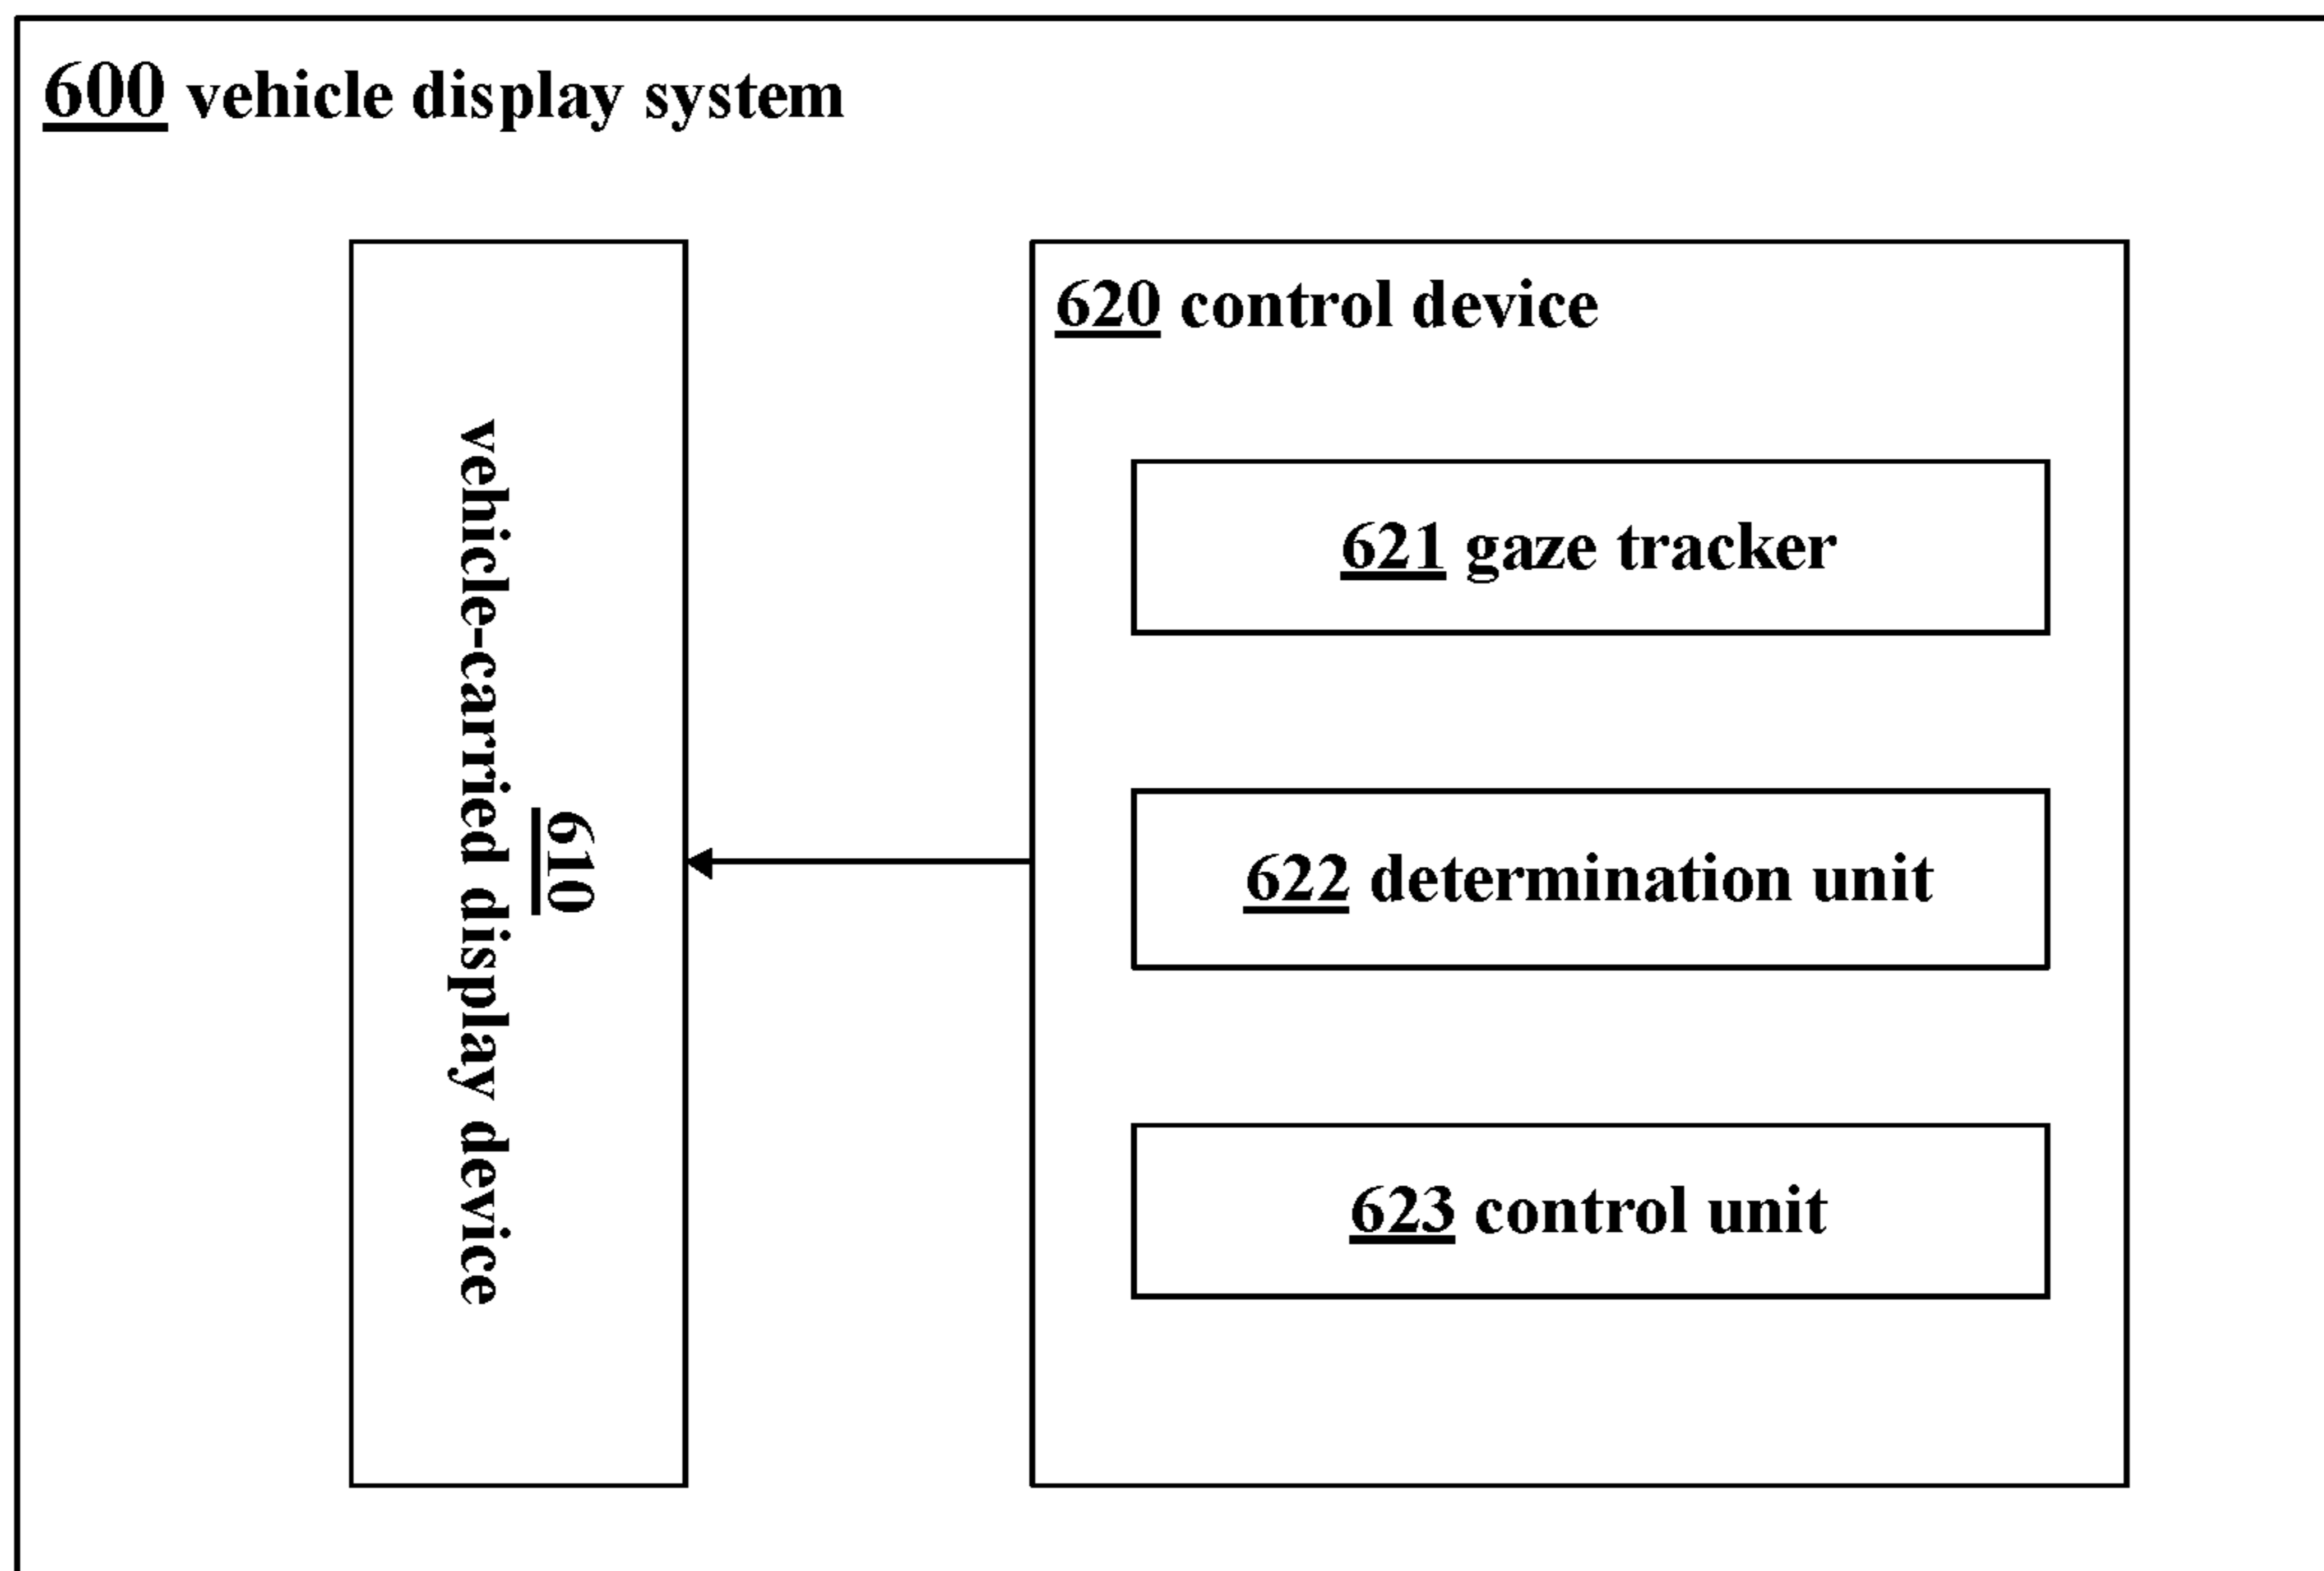 600 vehicle display system
610
vehicle-carried display device
620 control device
621 gaze tracker
622 determination unit
623 control unit